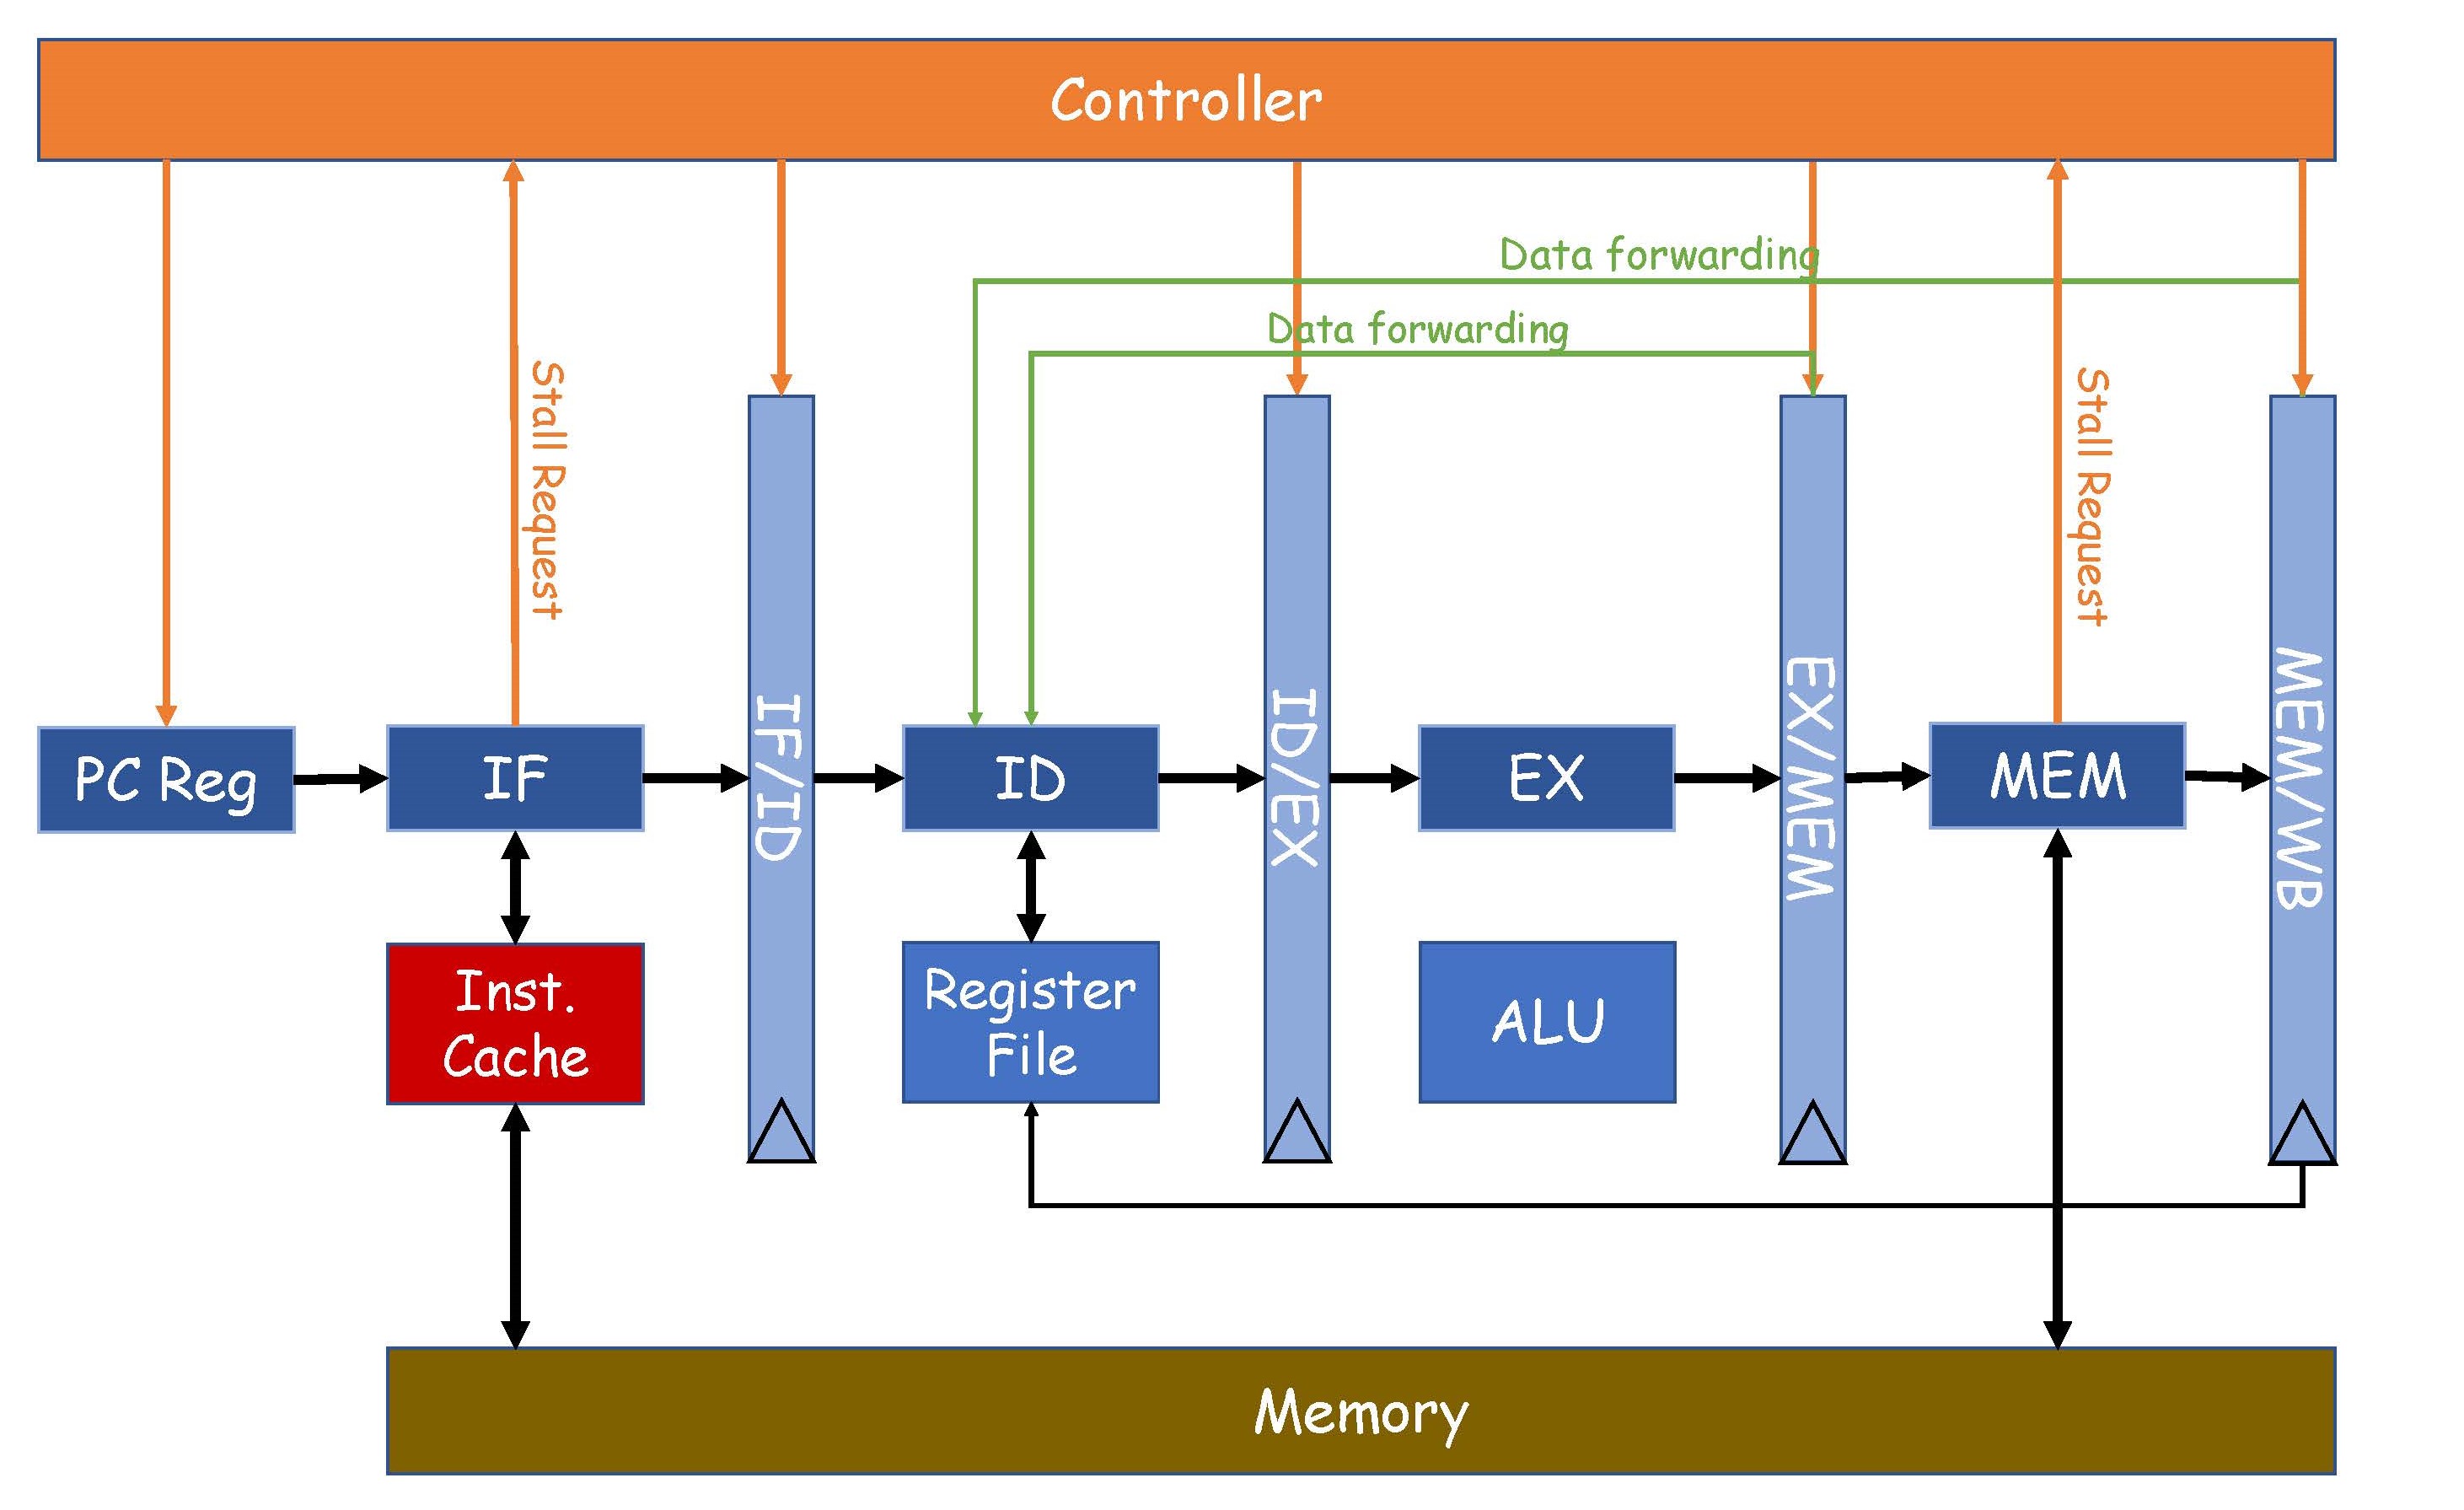 Controller
Data forwarding
Data forwarding
Stall Request
Stall Request
PC Reg
IF
IF/ID
ID
ID/EX
EX
EX/MEM
MEM
MEM/WB
Inst.
Cache
Register
File
ALU
Memory